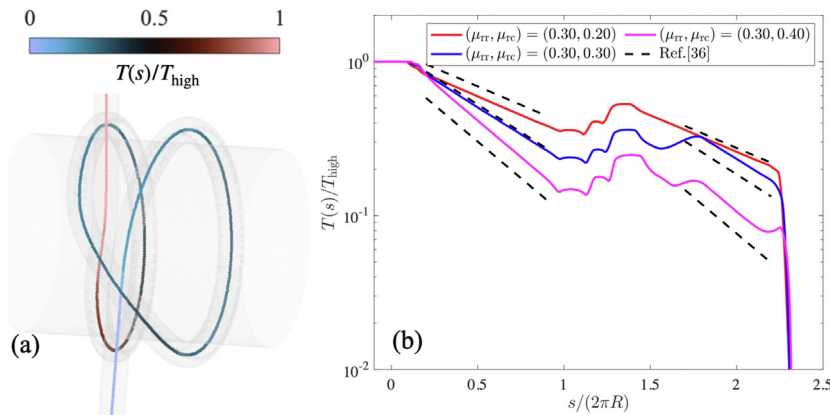 0 0.5 1
T(s)/T_high
(a)
(μ_rr, μ_rc) = (0.30, 0.20)
(μ_rr, μ_rc) = (0.30, 0.30)
(μ_rr, μ_rc) = (0.30, 0.40)
Ref.[36]
T(s)/T_high
10^0
10^-1
10^-2
(b)
0 0.5 1 1.5 2 2.5
s/(2πR)